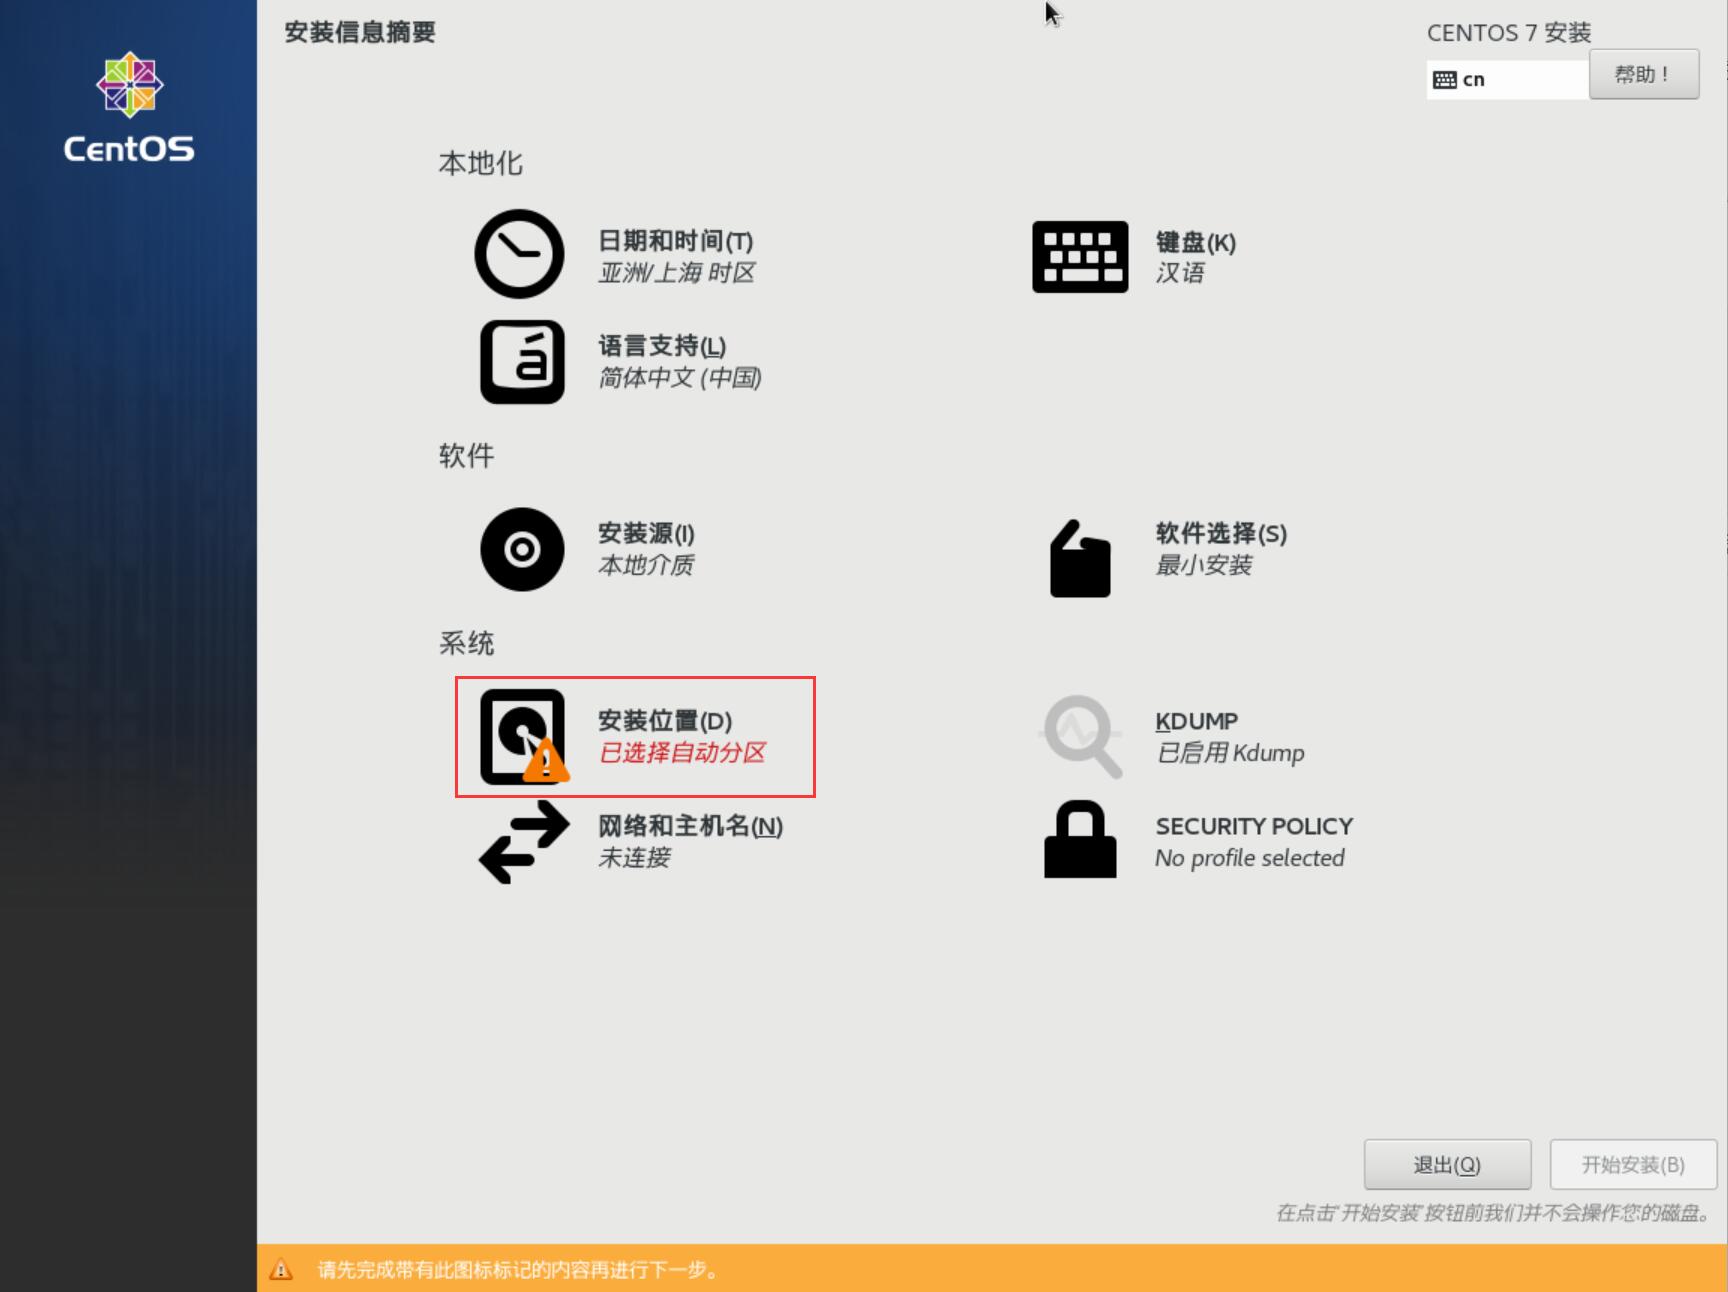 安装信息摘要
CENTOS 7 安装
cn
帮助！
CentOS
本地化
日期和时间(T)
亚洲/上海 时区
键盘(K)
汉语
语言支持(L)
简体中文 (中国)
软件
安装源(I)
本地介质
软件选择(S)
最小安装
系统
安装位置(D)
已选择自动分区
KDUMP
已启用 Kdump
网络和主机名(N)
未连接
SECURITY POLICY
No profile selected
退出(Q)
开始安装(B)
在点击“开始安装”按钮前我们并不会操作您的磁盘。
请先完成带有此图标标记的内容再进行下一步。